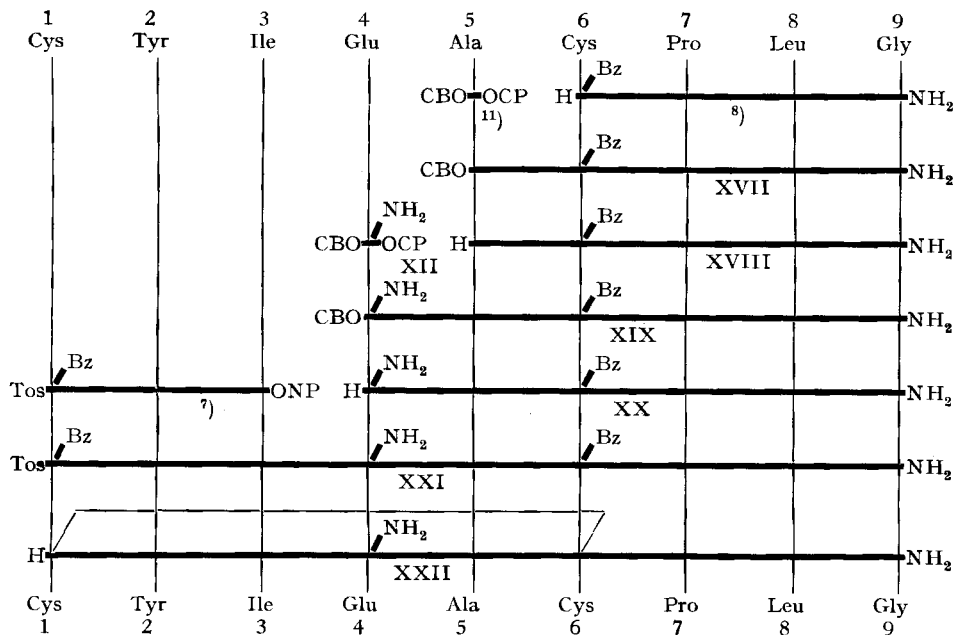 1 2 3 4 5 6 7 8 9
Cys Tyr Ile Glu Ala Cys Pro Leu Gly
Bz
CBO OCP H NH₂
11) 8)
Bz
CBO NH₂
XVII
NH₂ Bz
CBO OCP H NH₂
XII XVIII
NH₂ Bz
CBO NH₂
XIX
Bz NH₂ Bz
Tos ONP H NH₂
7) XX
Bz NH₂ Bz
Tos NH₂
XXI
NH₂
H NH₂
XXII
Cys Tyr Ile Glu Ala Cys Pro Leu Gly
1 2 3 4 5 6 7 8 9